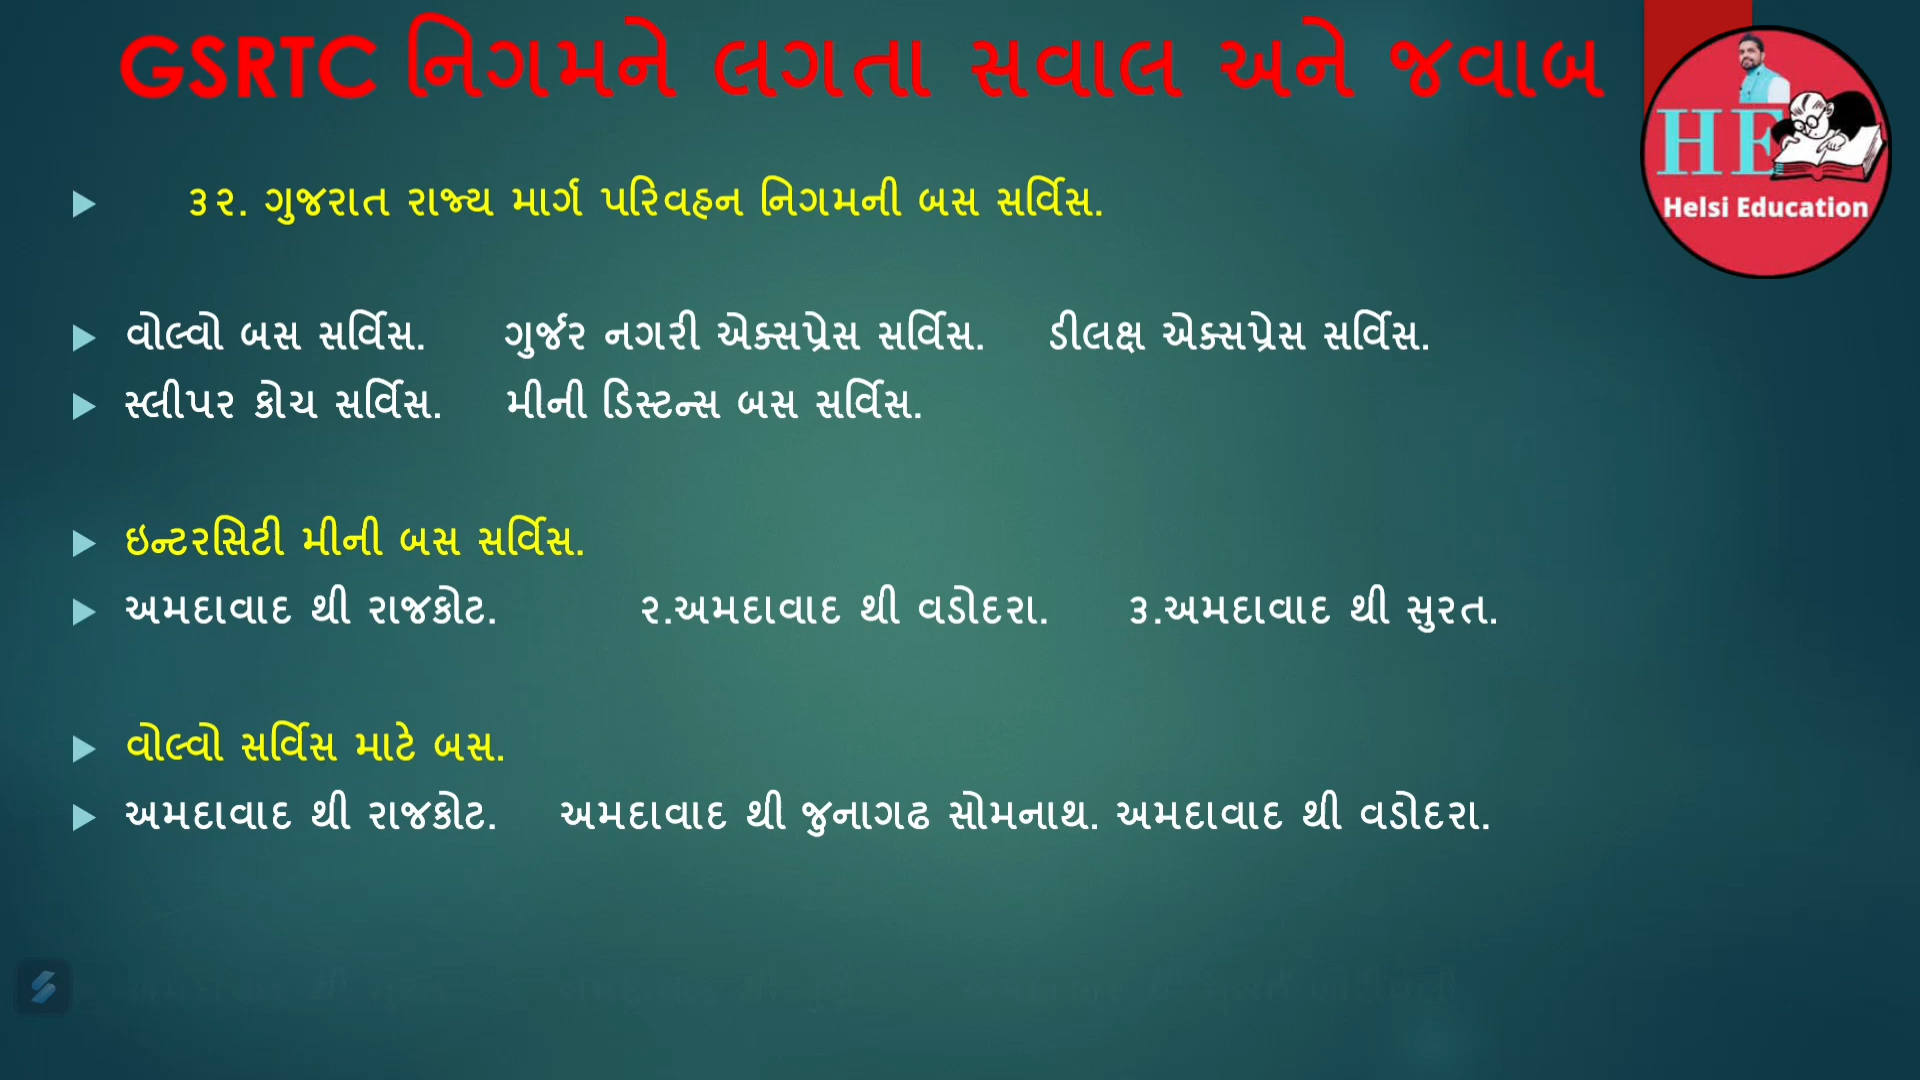 GSRTC નિગમને લગતા સવાલ અને જવાબ
HE
Helsi Education
૩૨. ગુજરાત રાજ્ય માર્ગ પરિવહન નિગમની બસ સર્વિસ.
વોલ્વો બસ સર્વિસ. ગુર્જર નગરી એક્સપ્રેસ સર્વિસ. ડીલક્ષ એક્સપ્રેસ સર્વિસ.
સ્લીપર કોચ સર્વિસ. મીની ડિસ્ટન્સ બસ સર્વિસ.
ઇન્ટરસિટી મીની બસ સર્વિસ.
અમદાવાદ થી રાજકોટ. ૨.અમદાવાદ થી વડોદરા. ૩.અમદાવાદ થી સુરત.
વોલ્વો સર્વિસ માટે બસ.
અમદાવાદ થી રાજકોટ. અમદાવાદ થી જુનાગઢ સોમનાથ. અમદાવાદ થી વડોદરા.